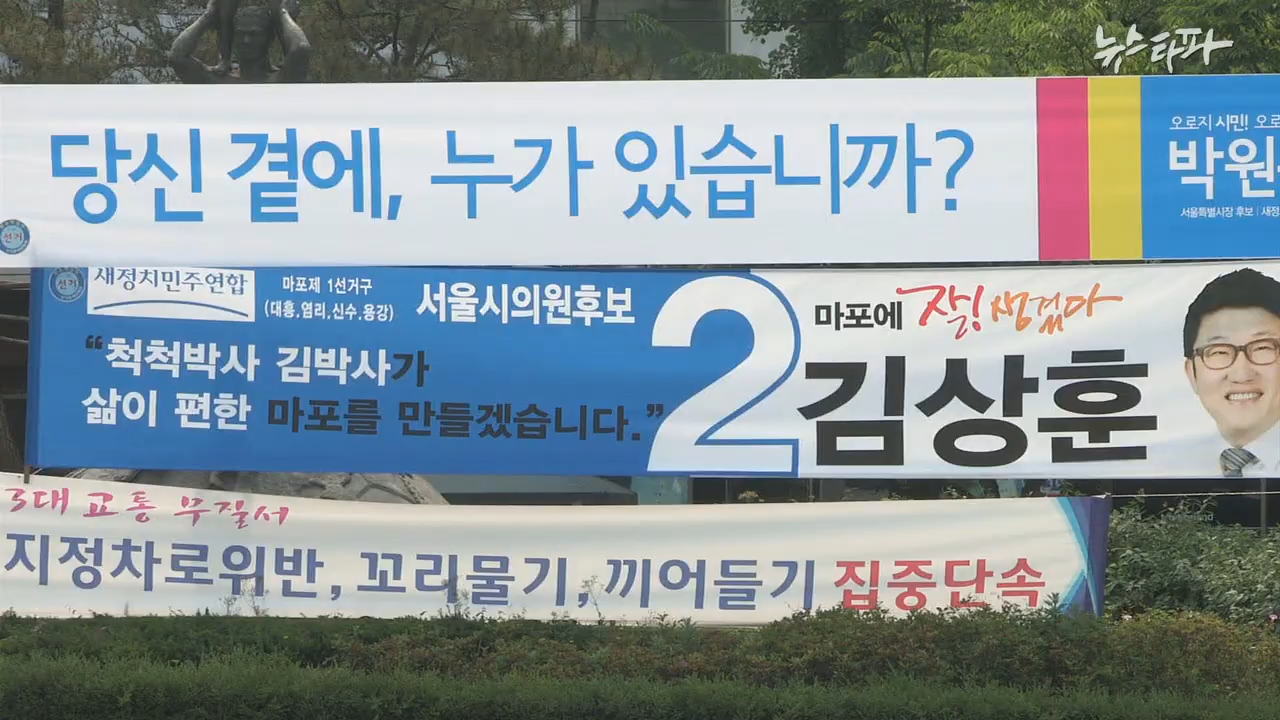 뉴스타파
당신 곁에, 누가 있습니까?
오로지 시민! 오로
박원
서울특별시장 후보 | 새정
선거
선거
새정치민주연합
마포제 1선거구
(대흥,염리,신수,용강)
서울시의원후보
“척척박사 김박사가
삶이 편한 마포를 만들겠습니다.”
2
마포에 잘! 생겼다
김상훈
3대 교통 무질서
지정차로위반, 꼬리물기, 끼어들기 집중단속